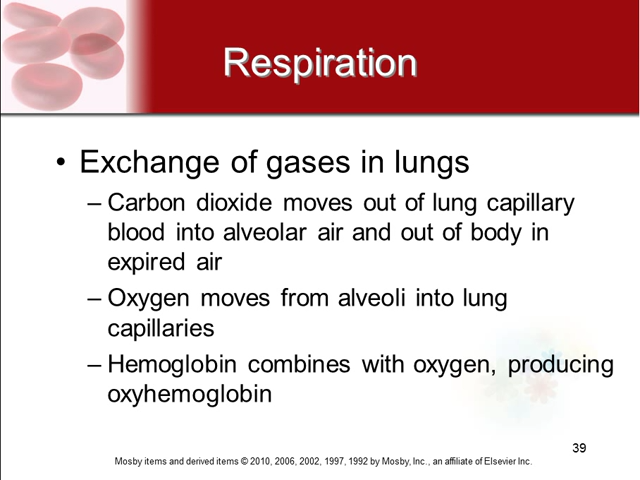 Respiration
• Exchange of gases in lungs
– Carbon dioxide moves out of lung capillary
blood into alveolar air and out of body in
expired air
– Oxygen moves from alveoli into lung
capillaries
– Hemoglobin combines with oxygen, producing
oxyhemoglobin
39
Mosby items and derived items © 2010, 2006, 2002, 1997, 1992 by Mosby, Inc., an affiliate of Elsevier Inc.